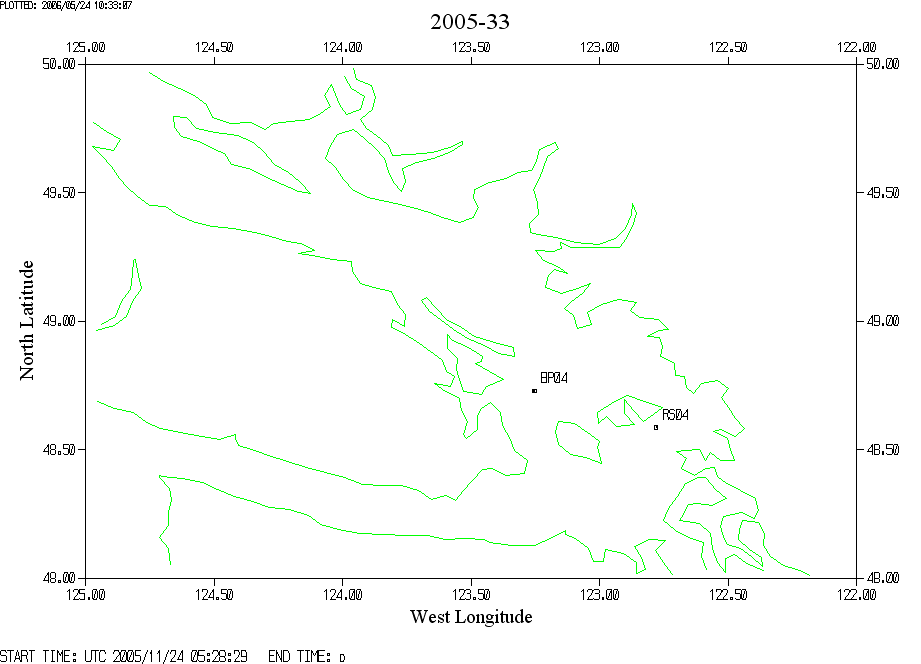 PLOTTED: 2006/05/24 10:33:07
2005-33
125.00 124.50 124.00 123.50 123.00 122.50 122.00
50.00 50.00
49.50 49.50
49.00 49.00
North Latitude
BP04
RS04
48.50 48.50
48.00 48.00
125.00 124.50 124.00 123.50 123.00 122.50 122.00
West Longitude
START TIME: UTC 2005/11/24 05:28:29 END TIME: 0